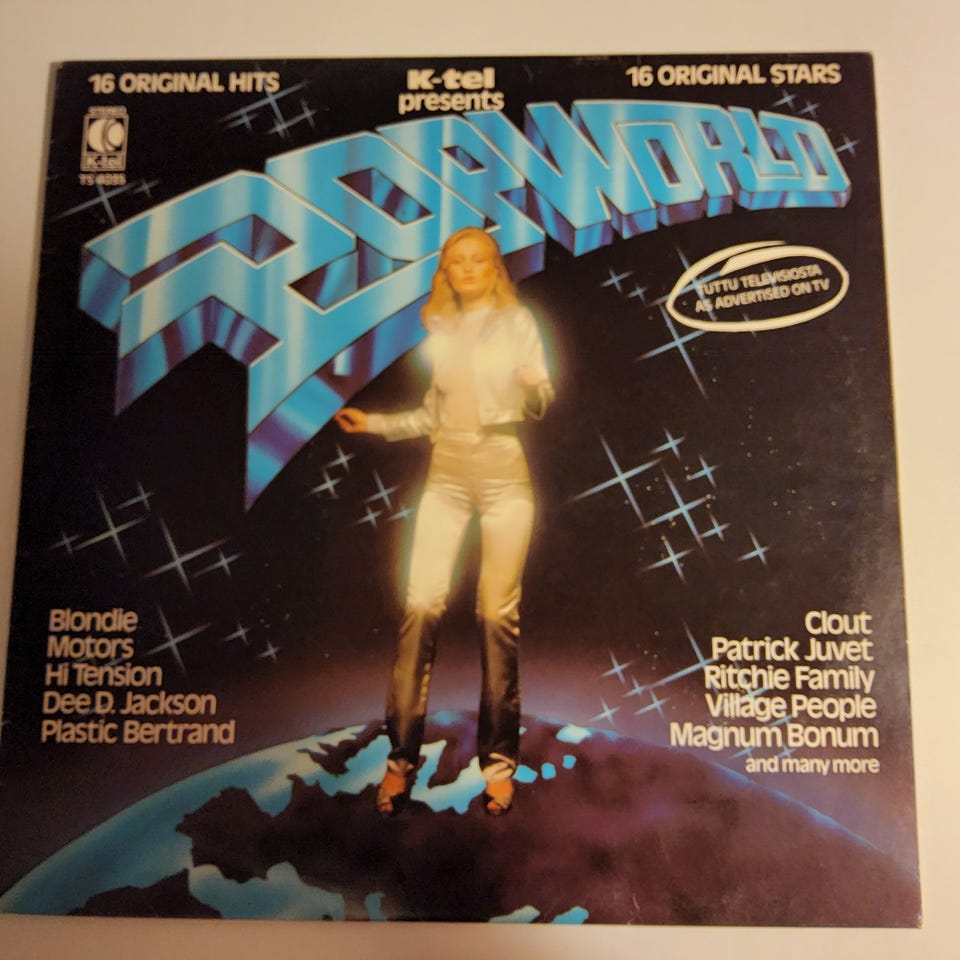 16 ORIGINAL HITS
K-tel
presents
16 ORIGINAL STARS
STEREO
K-tel
POPWORLD
TUTTU TELEVISIOSTA
AS ADVERTISED ON TV
Blondie
Motors
Hi Tension
Dee D. Jackson
Plastic Bertrand
Clout
Patrick Juvet
Ritchie Family
Village People
Magnum Bonum
and many more